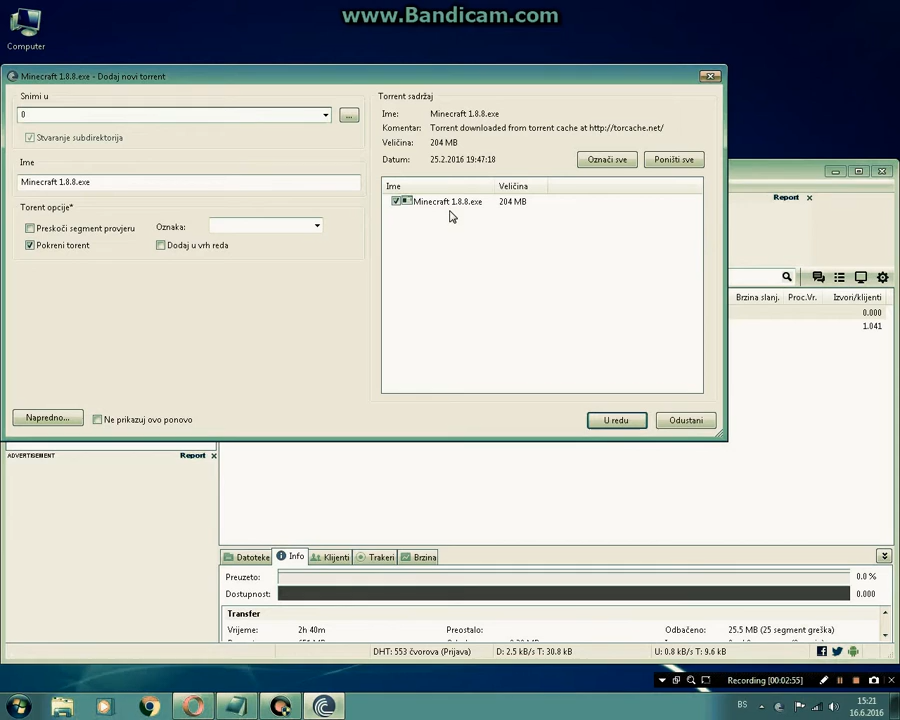 www.Bandicam.com
Computer
Minecraft 1.8.8.exe - Dodaj novi torrent
Snimi u
0
...
Stvaranje subdirektorija
Ime
Minecraft 1.8.8.exe
Torent opcije*
Preskoči segment provjeru
Oznaka:
Pokreni torent
Dodaj u vrh reda
Napredno...
Ne prikazuj ovo ponovo
Torrent sadržaj
Ime: Minecraft 1.8.8.exe
Komentar: Torrent downloaded from torrent cache at http://torcache.net/
Veličina: 204 MB
Datum: 25.2.2016 19:47:18
Označi sve
Poništi sve
Ime Veličina
Minecraft 1.8.8.exe 204 MB
U redu
Odustani
Report x
Brzina slanj. Proc.Vr. Izvori/klijenti
0.000
1.041
ADVERTISEMENT Report x
Datoteke Info Klijenti Trakeri Brzina
Preuzeto: 0.0 %
Dostupnost: 0.000
Transfer
Vrijeme: 2h 40m Preostalo: Odbačeno: 25.5 MB (25 segment greška)
DHT: 553 čvorova (Prijava) D: 2.5 kB/s T: 30.8 kB U: 0.8 kB/s T: 9.6 kB
Recording [00:02:55]
BS
15:21
16.6.2016